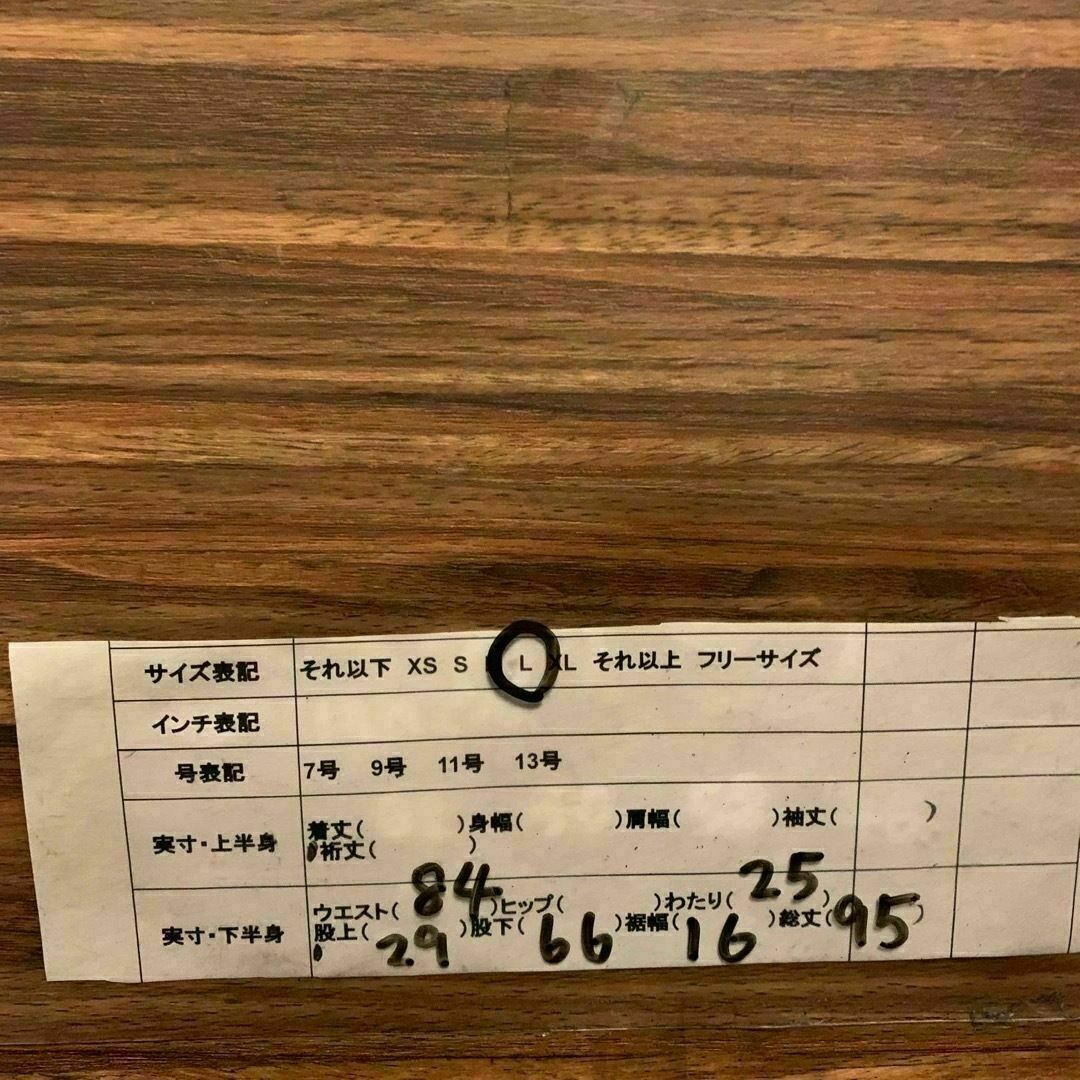 サイズ表記 それ以下 XS S L XL それ以上 フリーサイズ
インチ表記
号表記 7号 9号 11号 13号
実寸・上半身 着丈( )身幅( )肩幅( )袖丈( )
裄丈( )
実寸・下半身 ウエスト( 84 )ヒップ( )わたり( 25 )
股上( 29 )股下( 66 )裾幅( 16 )総丈( 95 )